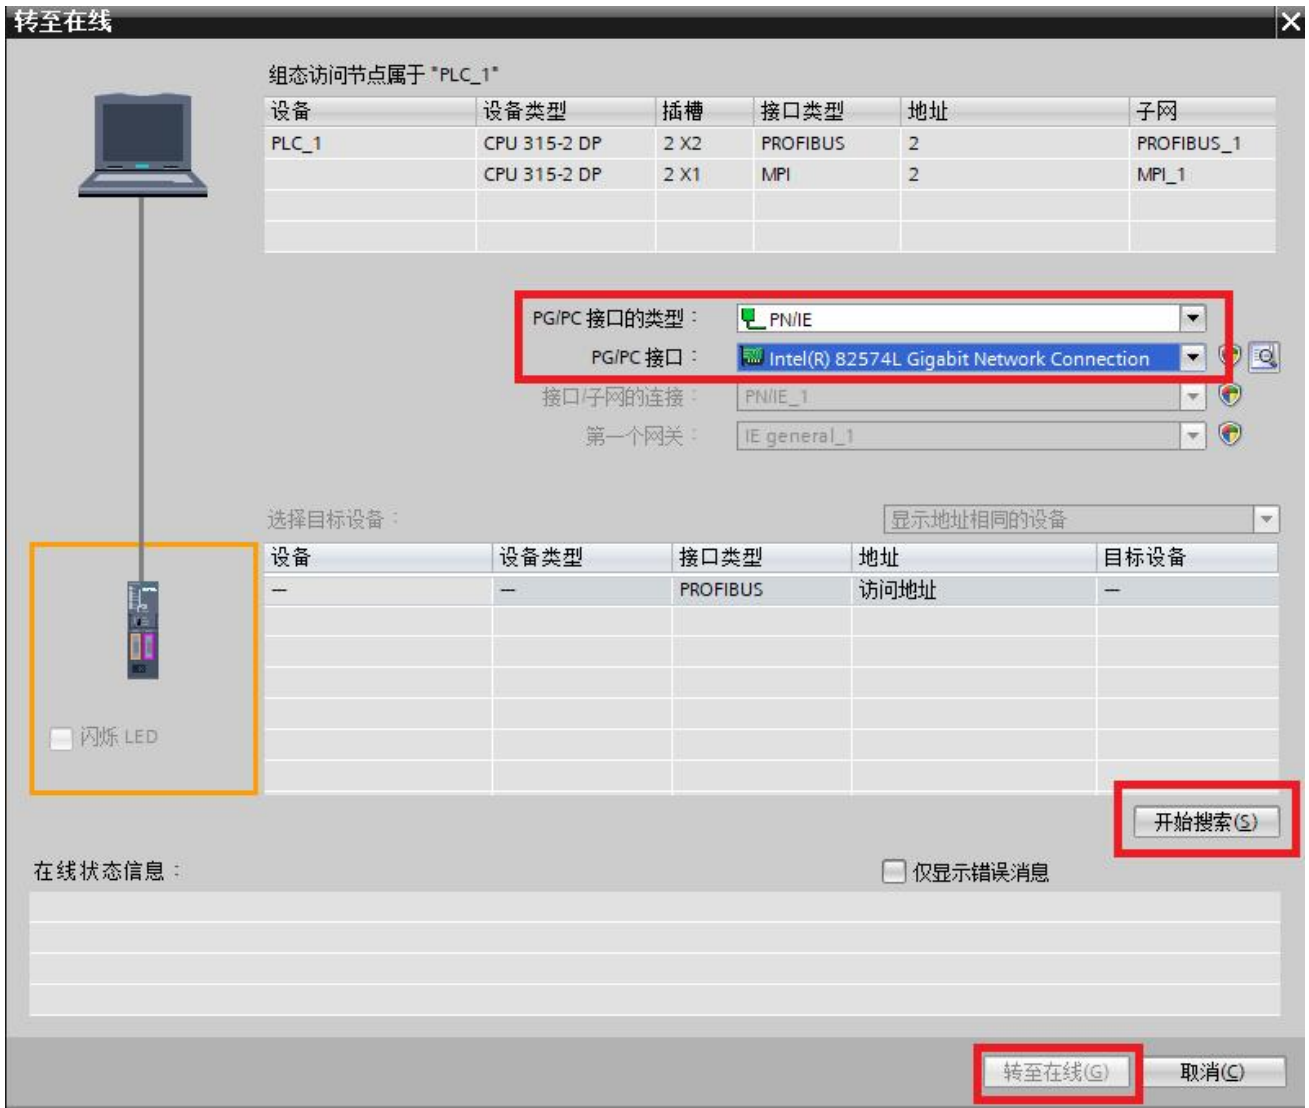 转至在线
组态访问节点属于 "PLC_1"
设备 设备类型 插槽 接口类型 地址 子网
PLC_1 CPU 315-2 DP 2 X2 PROFIBUS 2 PROFIBUS_1
CPU 315-2 DP 2 X1 MPI 2 MPI_1
PG/PC 接口的类型： PN/IE
PG/PC 接口： Intel(R) 82574L Gigabit Network Connection
接口/子网的连接： PN/IE_1
第一个网关： IE general_1
选择目标设备： 显示地址相同的设备
设备 设备类型 接口类型 地址 目标设备
— — PROFIBUS 访问地址 —
闪烁 LED
开始搜索(S)
在线状态信息： 仅显示错误消息
转至在线(G) 取消(C)